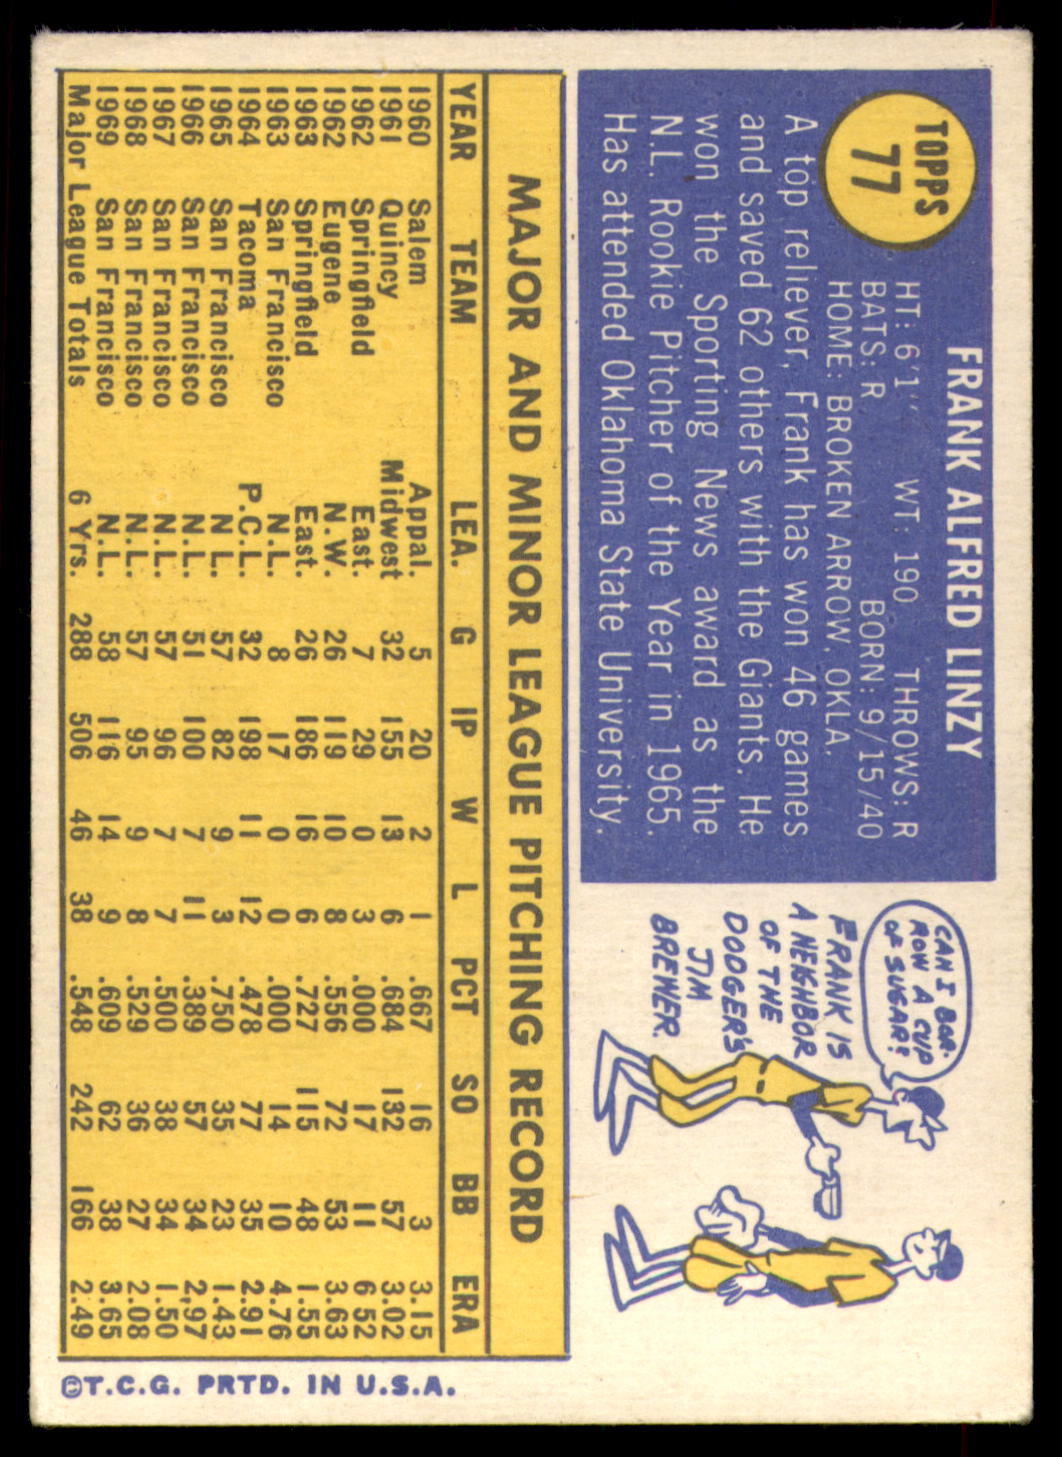 TOPPS
77
FRANK ALFRED LINZY
HT: 6'1" WT: 190 THROWS: R
BATS: R BORN: 9/15/40
HOME: BROKEN ARROW, OKLA.
A top reliever, Frank has won 46 games
and saved 62 others with the Giants. He
won the Sporting News award as the
N.L. Rookie Pitcher of the Year in 1965.
Has attended Oklahoma State University.
CAN I BOR-
ROW A CUP
OF SUGAR?
FRANK IS
A NEIGHBOR
OF THE
DODGER'S
JIM
BREWER.
MAJOR AND MINOR LEAGUE PITCHING RECORD
YEAR TEAM LEA. G IP W L PCT SO BB ERA
1960 Salem Appal. 5 20 2 1 .667 16 3 3.15
1961 Quincy Midwest 32 155 13 6 .684 132 57 3.02
1962 Springfield East. 7 29 0 3 .000 17 11 6.52
1962 Eugene N.W. 26 119 10 8 .556 72 53 3.63
1963 Springfield East. 26 186 16 6 .727 115 48 1.55
1963 San Francisco N.L. 8 17 0 0 .000 14 10 4.76
1964 Tacoma P.C.L. 32 198 11 12 .478 77 35 2.91
1965 San Francisco N L. 57 82 9 3 .750 35 23 1.43
1966 San Francisco N.L. 51 100 7 11 .389 57 34 2.97
1967 San Francisco N.L. 57 96 7 7 .500 38 34 1.50
1968 San Francisco N.L. 57 95 9 8 .529 36 27 2.08
1969 San Francisco N.L. 58 116 14 9 .609 62 38 3.65
Major League Totals 6 Yrs. 288 506 46 38 .548 242 166 2.49
©T.C.G. PRTD. IN U.S.A.